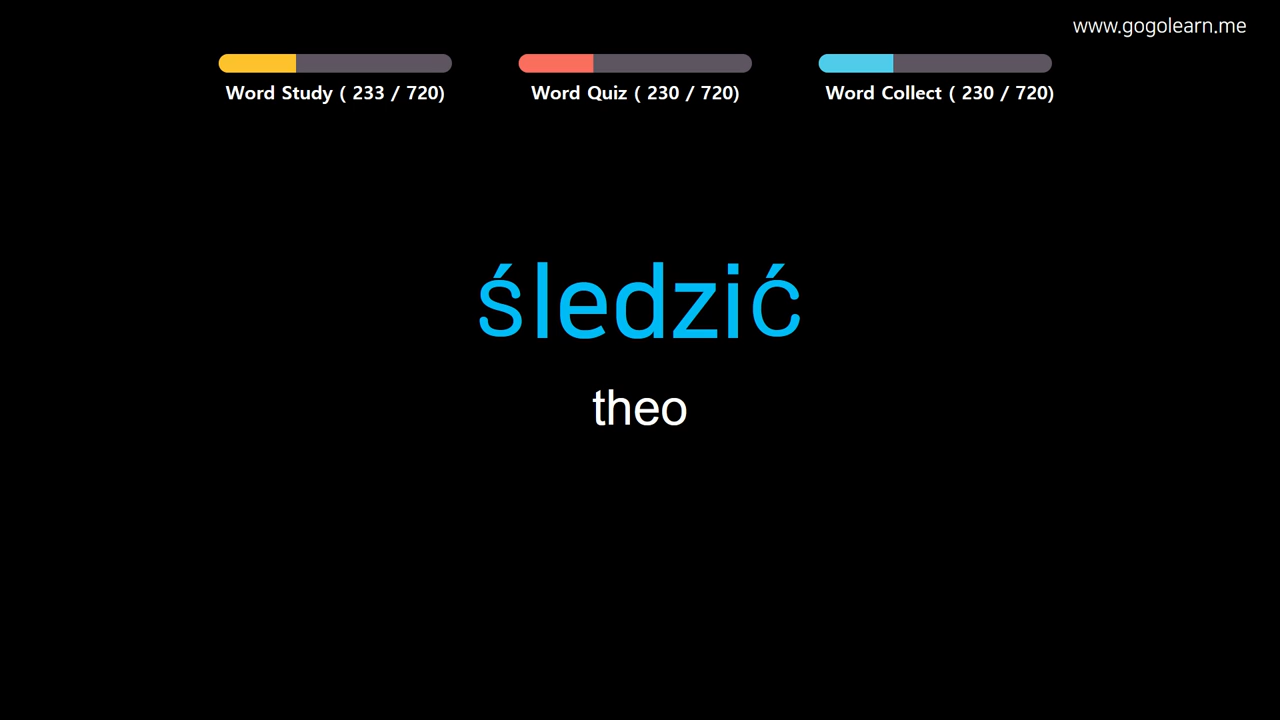 www.gogolearn.me
Word Study ( 233 / 720)
Word Quiz ( 230 / 720)
Word Collect ( 230 / 720)
śledzić
theo